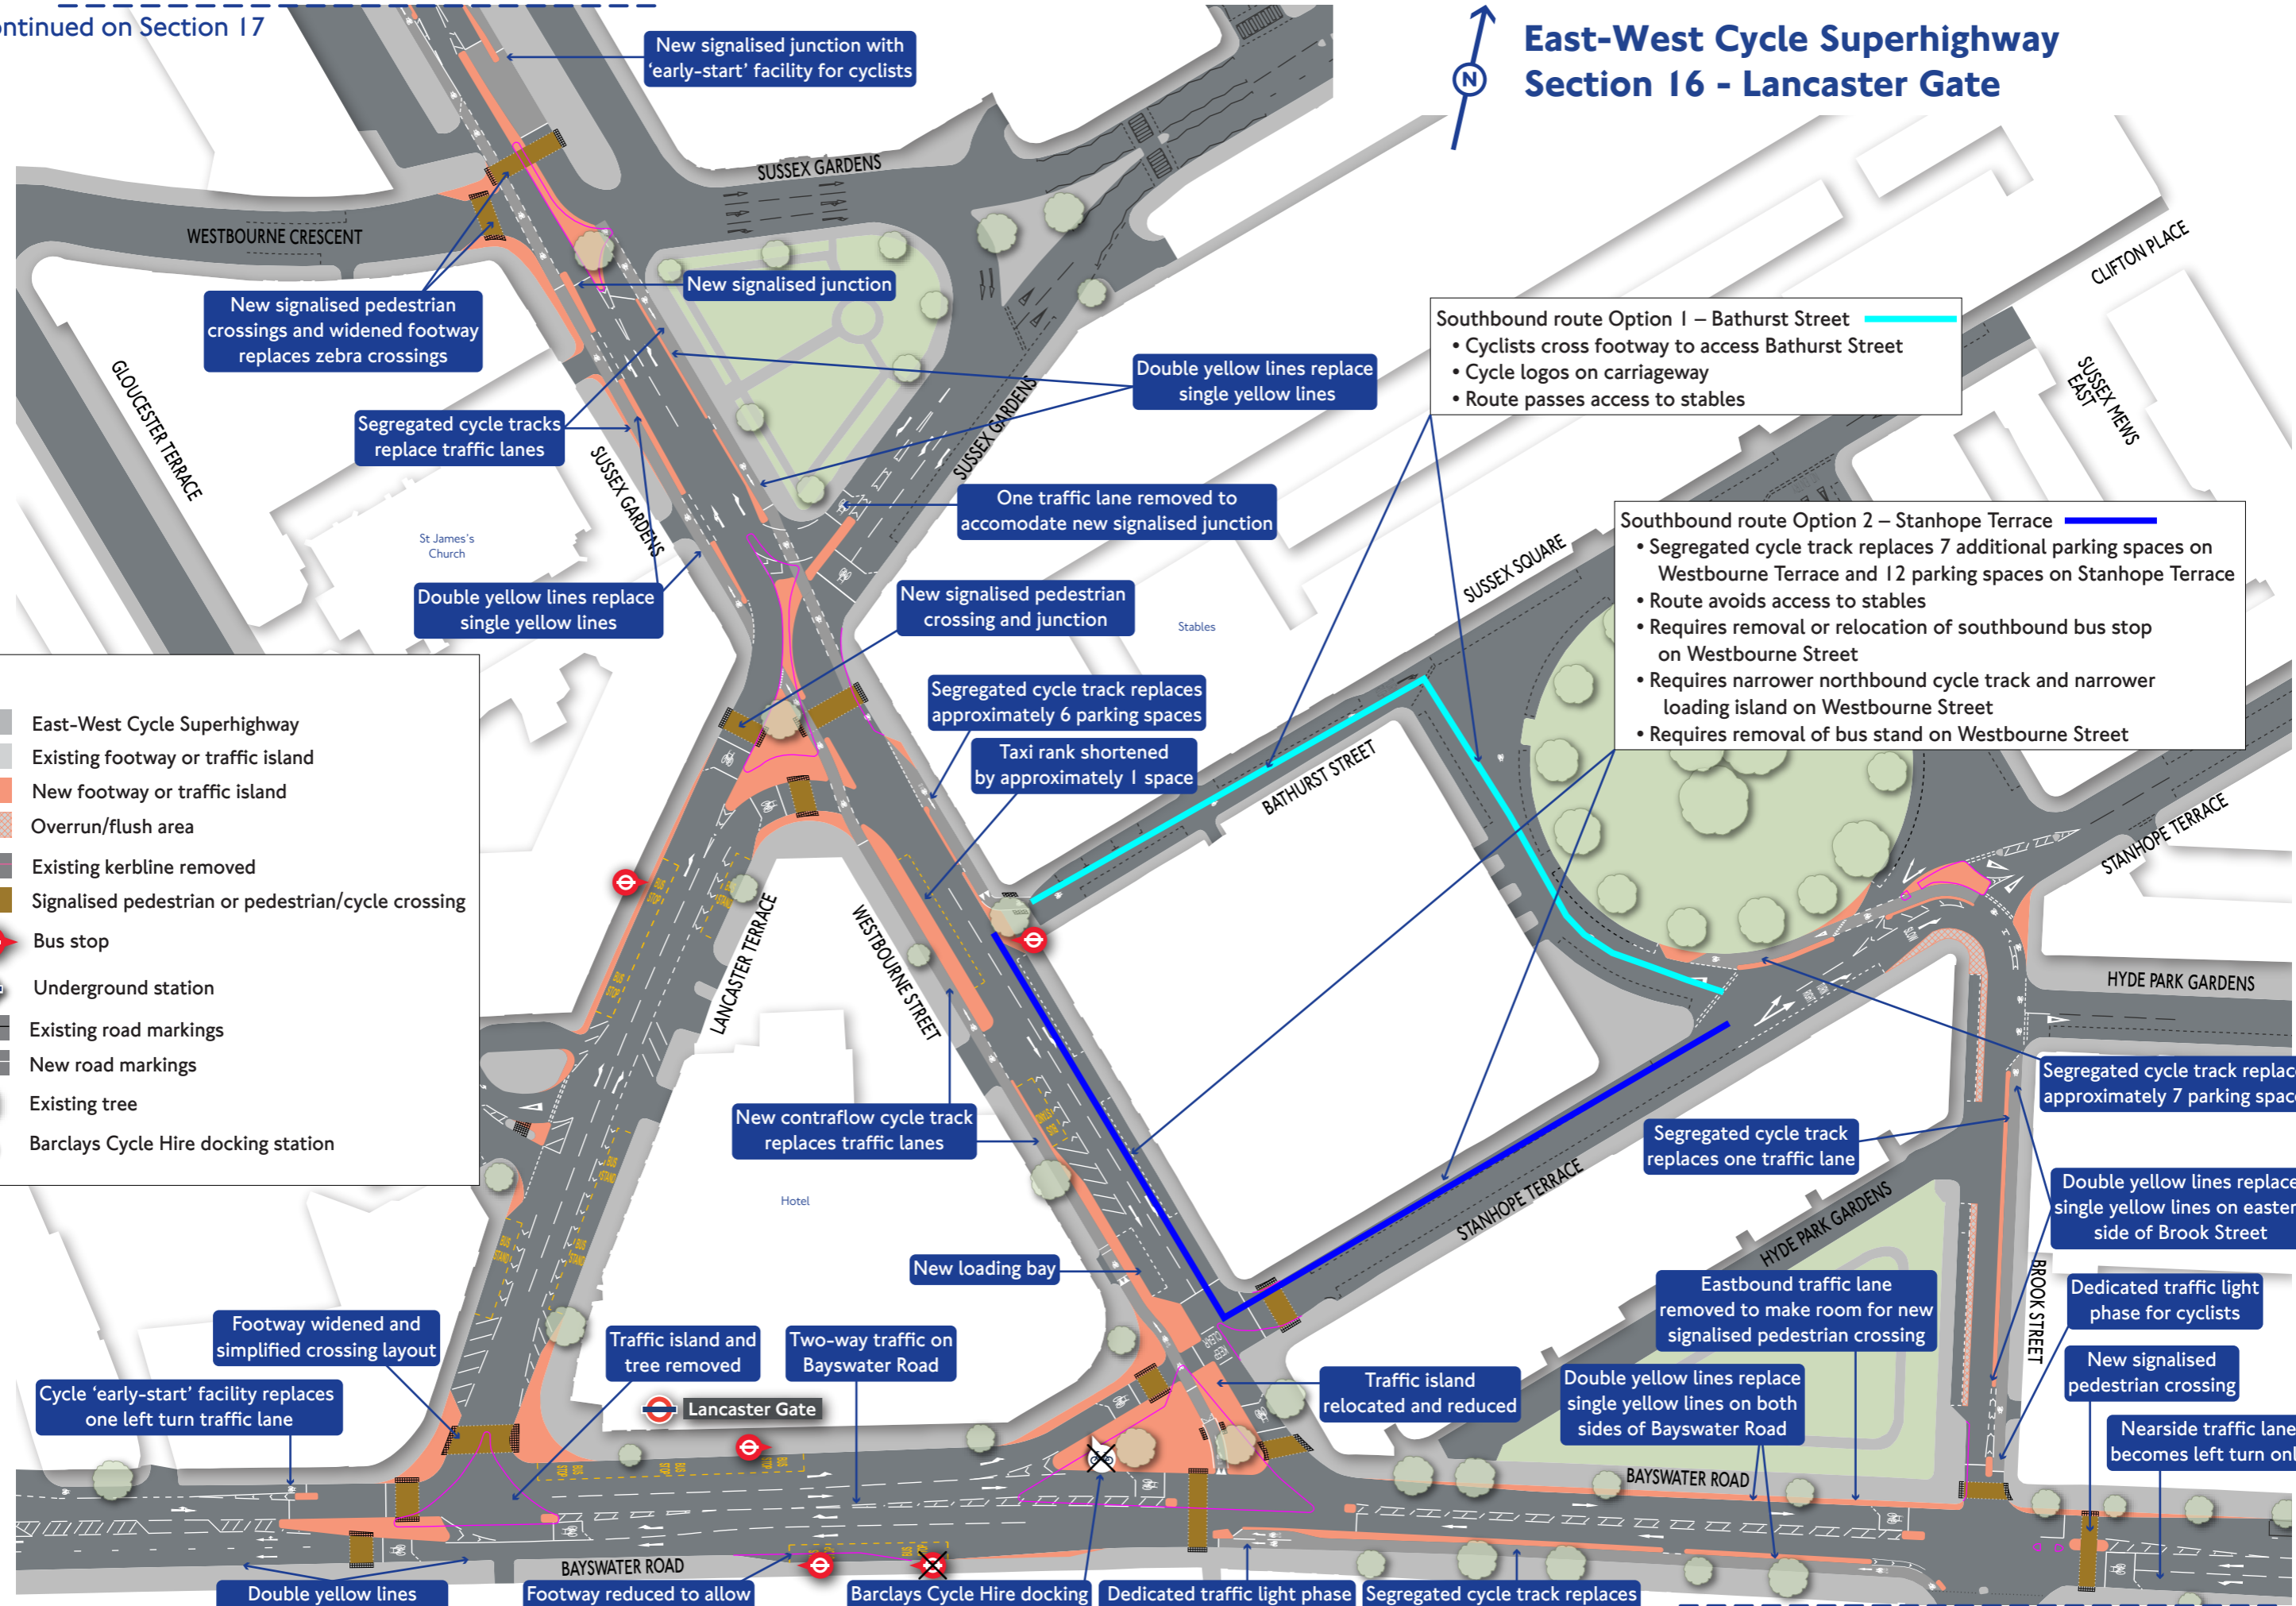 ontinued on Section 17
East-West Cycle Superhighway
Section 16 - Lancaster Gate
New signalised junction with
'early-start' facility for cyclists
SUSSEX GARDENS
WESTBOURNE CRESCENT
CLIFTON PLACE
New signalised junction
New signalised pedestrian
crossings and widened footway
replaces zebra crossings
Southbound route Option 1 – Bathurst Street
• Cyclists cross footway to access Bathurst Street
• Cycle logos on carriageway
• Route passes access to stables
SUSSEX MEWS
EAST
GLOUCESTER TERRACE
Double yellow lines replace
single yellow lines
Segregated cycle tracks
replace traffic lanes
SUSSEX GARDENS
SUSSEX GARDENS
One traffic lane removed to
accomodate new signalised junction
Southbound route Option 2 – Stanhope Terrace
• Segregated cycle track replaces 7 additional parking spaces on
Westbourne Terrace and 12 parking spaces on Stanhope Terrace
• Route avoids access to stables
• Requires removal or relocation of southbound bus stop
on Westbourne Street
• Requires narrower northbound cycle track and narrower
loading island on Westbourne Street
• Requires removal of bus stand on Westbourne Street
St James's
Church
SUSSEX SQUARE
Double yellow lines replace
single yellow lines
New signalised pedestrian
crossing and junction
Stables
East-West Cycle Superhighway
Existing footway or traffic island
New footway or traffic island
Overrun/flush area
Existing kerbline removed
Signalised pedestrian or pedestrian/cycle crossing
Bus stop
Underground station
Existing road markings
New road markings
Existing tree
Barclays Cycle Hire docking station
Segregated cycle track replaces
approximately 6 parking spaces
Taxi rank shortened
by approximately 1 space
BATHURST STREET
STANHOPE TERRACE
BUS
STOP
LANCASTER TERRACE
WESTBOURNE STREET
SLOW
HYDE PARK GARDENS
BUS STOP
Segregated cycle track replac
approximately 7 parking spac
New contraflow cycle track
replaces traffic lanes
Segregated cycle track
replaces one traffic lane
Hotel
STANHOPE TERRACE
HYDE PARK GARDENS
Double yellow lines replace
single yellow lines on easter
side of Brook Street
BUS
STAND
BUS
STAND
BUS
STAND
New loading bay
BROOK STREET
Eastbound traffic lane
removed to make room for new
signalised pedestrian crossing
Dedicated traffic light
phase for cyclists
Footway widened and
simplified crossing layout
Traffic island and
tree removed
Two-way traffic on
Bayswater Road
New signalised
pedestrian crossing
Cycle 'early-start' facility replaces
one left turn traffic lane
Lancaster Gate
Traffic island
relocated and reduced
Double yellow lines replace
single yellow lines on both
sides of Bayswater Road
Nearside traffic lane
becomes left turn onl
BUS
STOP
BUS
STOP
BUS
STOP
BAYSWATER ROAD
BAYSWATER ROAD
Double yellow lines
Footway reduced to allow
Barclays Cycle Hire docking
Dedicated traffic light phase
Segregated cycle track replaces
N